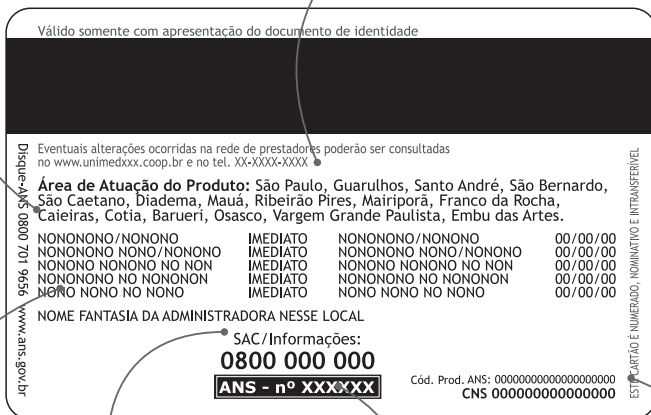 Válido somente com apresentação do documento de identidade
Eventuais alterações ocorridas na rede de prestadores poderão ser consultadas
no www.unimedxxx.coop.br e no tel. XX-XXXX-XXXX
Área de Atuação do Produto: São Paulo, Guarulhos, Santo André, São Bernardo,
São Caetano, Diadema, Mauá, Ribeirão Pires, Mairiporã, Franco da Rocha,
Caieiras, Cotia, Barueri, Osasco, Vargem Grande Paulista, Embu das Artes.
NONONONO/NONONO IMEDIATO NONONONO/NONONO 00/00/00
NONONONO NONO/NONONO IMEDIATO NONONONO NONO/NONONO 00/00/00
NONONO NONONO NO NON IMEDIATO NONONO NONONO NO NON 00/00/00
NONONONO NO NONONON IMEDIATO NONONONO NO NONONON 00/00/00
NONO NONO NO NONO IMEDIATO NONO NONO NO NONO 00/00/00
NOME FANTASIA DA ADMINISTRADORA NESSE LOCAL
SAC/Informações:
0800 000 000
ANS - nº XXXXXX
Cód. Prod. ANS: 00000000000000000000
CNS 000000000000000
Disque-ANS 0800 701 9656 www.ans.gov.br
ESTE CARTÃO É NUMERADO, NOMINATIVO E INTRANSFERÍVEL